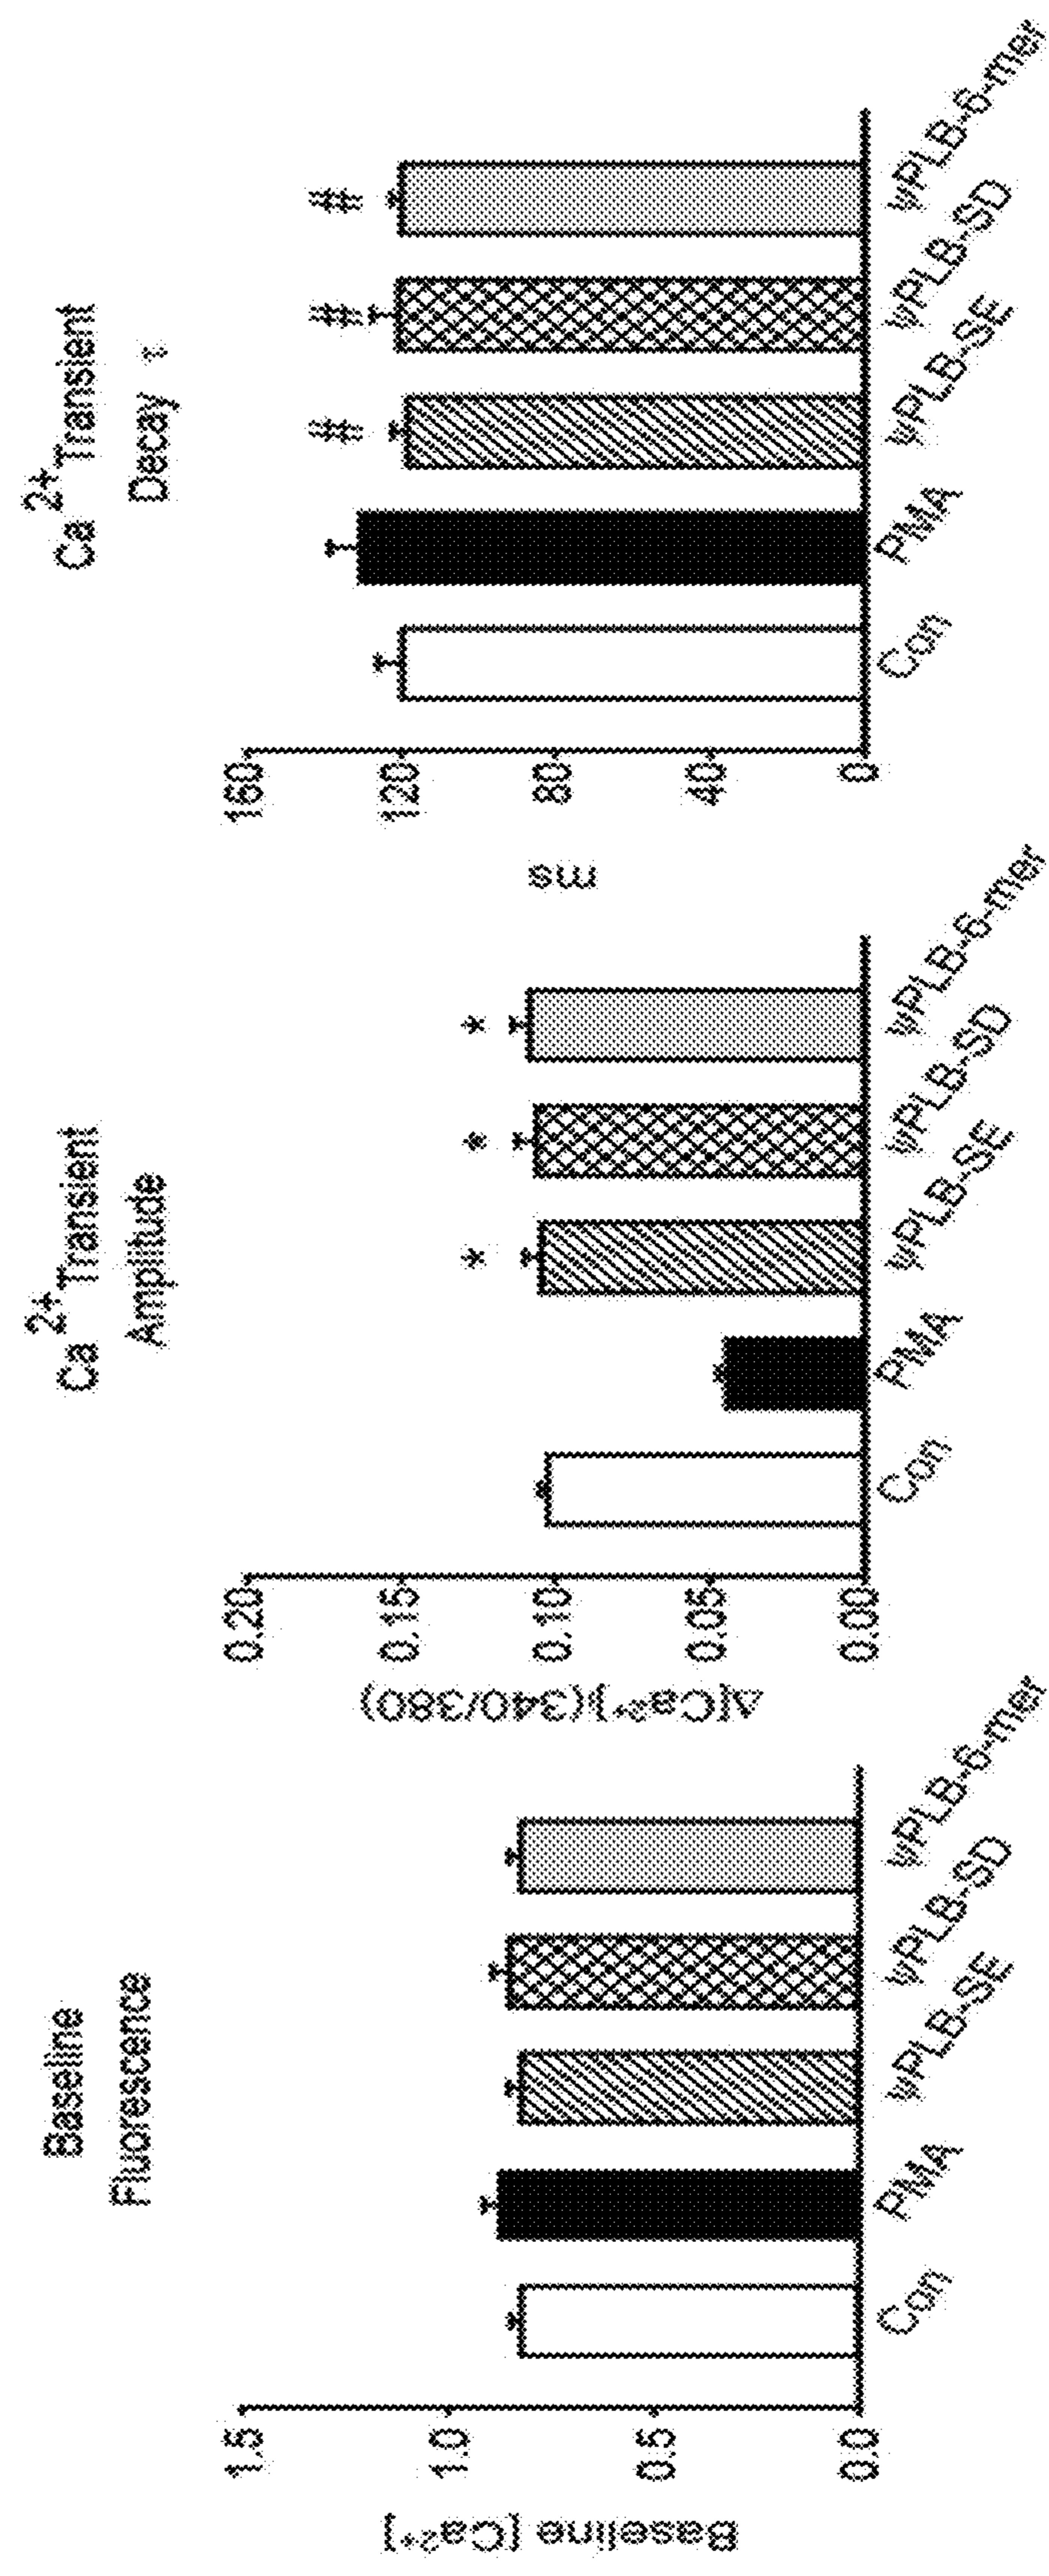 Baseline
Fluorescence
Baseline [Ca²⁺]
1.5
1.0
0.5
0.0
Con
PMA
ψPLB-SE
ψPLB-SD
ψPLB-6-mer
Ca²⁺Transient
Amplitude
Δ[Ca²⁺]i(340/380)
0.20
0.15
0.10
0.05
0.00
*
*
*
Con
PMA
ψPLB-SE
ψPLB-SD
ψPLB-6-mer
Ca²⁺Transient
Decay τ
ms
160
120
80
40
0
#
#
#
Con
PMA
ψPLB-SE
ψPLB-SD
ψPLB-6-mer